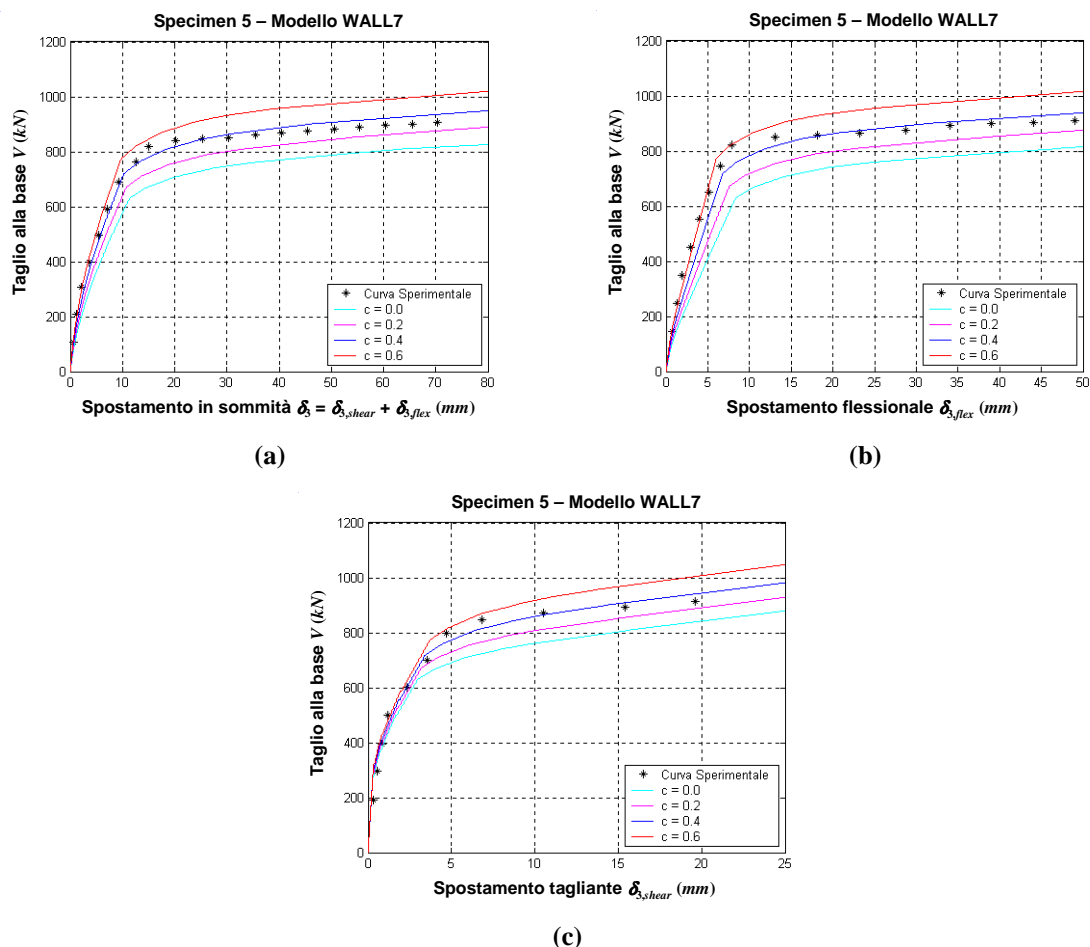 Specimen 5 – Modello WALL7
1200
1000
800
600
400
200
0
0 10 20 30 40 50 60 70 80
Taglio alla base V (kN)
Curva Sperimentale
c = 0.0
c = 0.2
c = 0.4
c = 0.6
Spostamento in sommità δ3 = δ3,shear + δ3,flex (mm)
(a)
Specimen 5 – Modello WALL7
1200
1000
800
600
400
200
0
0 5 10 15 20 25 30 35 40 45 50
Taglio alla base V (kN)
Curva Sperimentale
c = 0.0
c = 0.2
c = 0.4
c = 0.6
Spostamento flessionale δ3,flex (mm)
(b)
Specimen 5 – Modello WALL7
1200
1000
800
600
400
200
0
0 5 10 15 20 25
Taglio alla base V (kN)
Curva Sperimentale
c = 0.0
c = 0.2
c = 0.4
c = 0.6
Spostamento tagliante δ3,shear (mm)
(c)